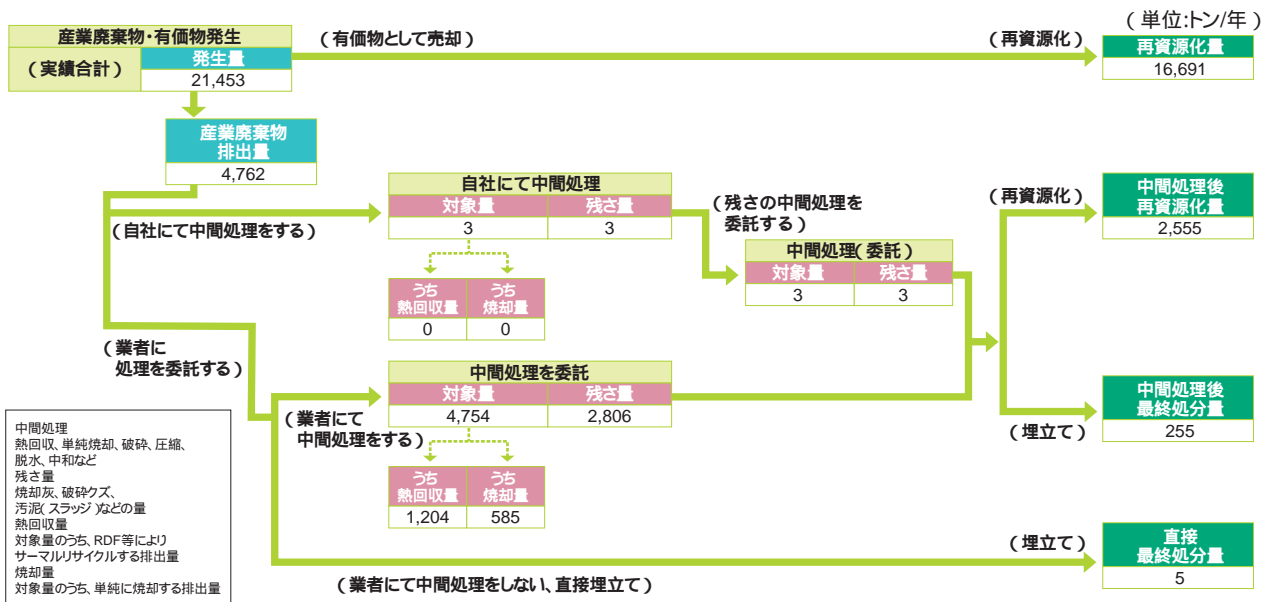 (単位:トン/年)
産業廃棄物・有価物発生
(実績合計)
発生量
21,453
(有価物として売却)
(再資源化)
再資源化量
16,691
産業廃棄物
排出量
4,762
(自社にて中間処理をする)
自社にて中間処理
対象量
残さ量
3
3
うち
熱回収量
うち
焼却量
0
0
(残さの中間処理を
委託する)
中間処理(委託)
対象量
残さ量
3
3
(再資源化)
中間処理後
再資源化量
2,555
(業者に
処理を委託する)
(業者にて
中間処理をする)
中間処理を委託
対象量
残さ量
4,754
2,806
うち
熱回収量
うち
焼却量
1,204
585
(埋立て)
中間処理後
最終処分量
255
(業者にて中間処理をしない、直接埋立て)
(埋立て)
直接
最終処分量
5
中間処理
熱回収、単純焼却、破砕、圧縮、
脱水、中和など
残さ量
焼却灰、破砕クズ、
汚泥(スラッジ)などの量
熱回収量
対象量のうち、RDF等により
サーマルリサイクルする排出量
焼却量
対象量のうち、単純に焼却する排出量